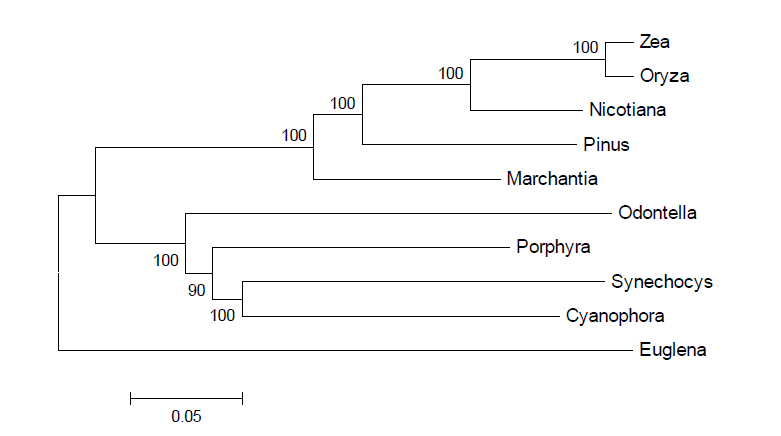 100 Zea
Oryza
100
Nicotiana
100
Pinus
100
Marchantia
Odontella
Porphyra
100
Synechocys
90
100 Cyanophora
Euglena
0.05